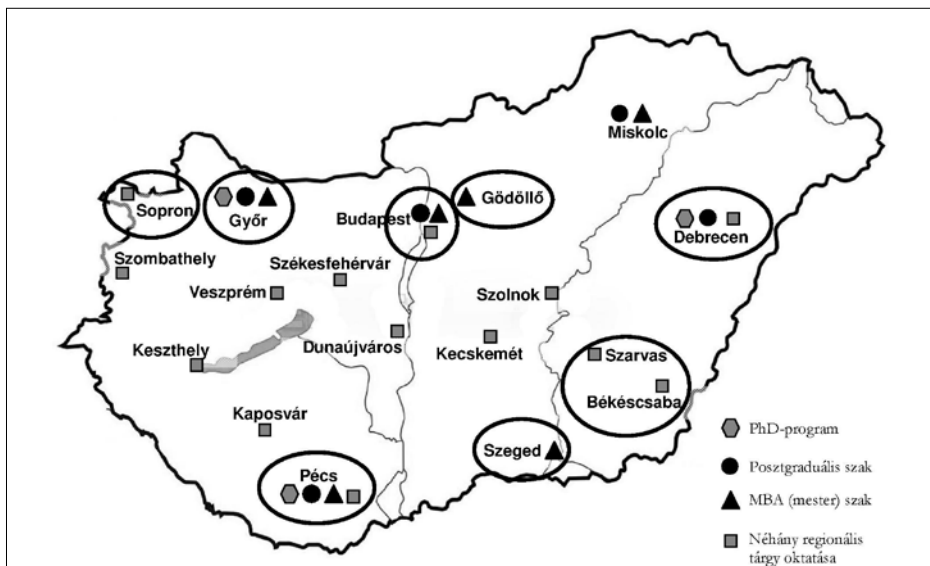 Miskolc
Sopron
Győr
Gödöllő
Budapest
Debrecen
Szombathely
Székesfehérvár
Veszprém
Szolnok
Dunaújváros
Kecskemét
Keszthely
Szarvas
Békéscsaba
Kaposvár
Szeged
Pécs
PhD-program
Posztgraduális szak
MBA (mester) szak
Néhány regionális
tárgy oktatása